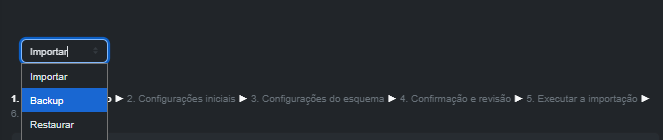 Importar
Importar
1. o ► 2. Configurações iniciais ► 3. Configurações do esquema ► 4. Confirmação e revisão ► 5. Executar a importação ►
Backup
6.
Restaurar